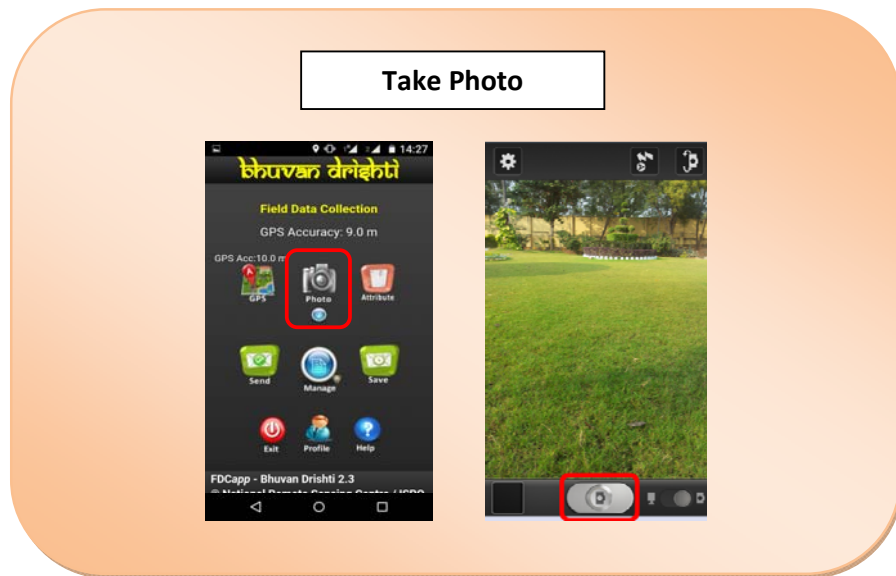 Take Photo
14:27
bhuvan drishti
Field Data Collection
GPS Accuracy: 9.0 m
GPS Acc:10.0 m
GPS
Photo
Attribute
Send
Manage
Save
Exit
Profile
Help
FDCapp - Bhuvan Drishti 2.3